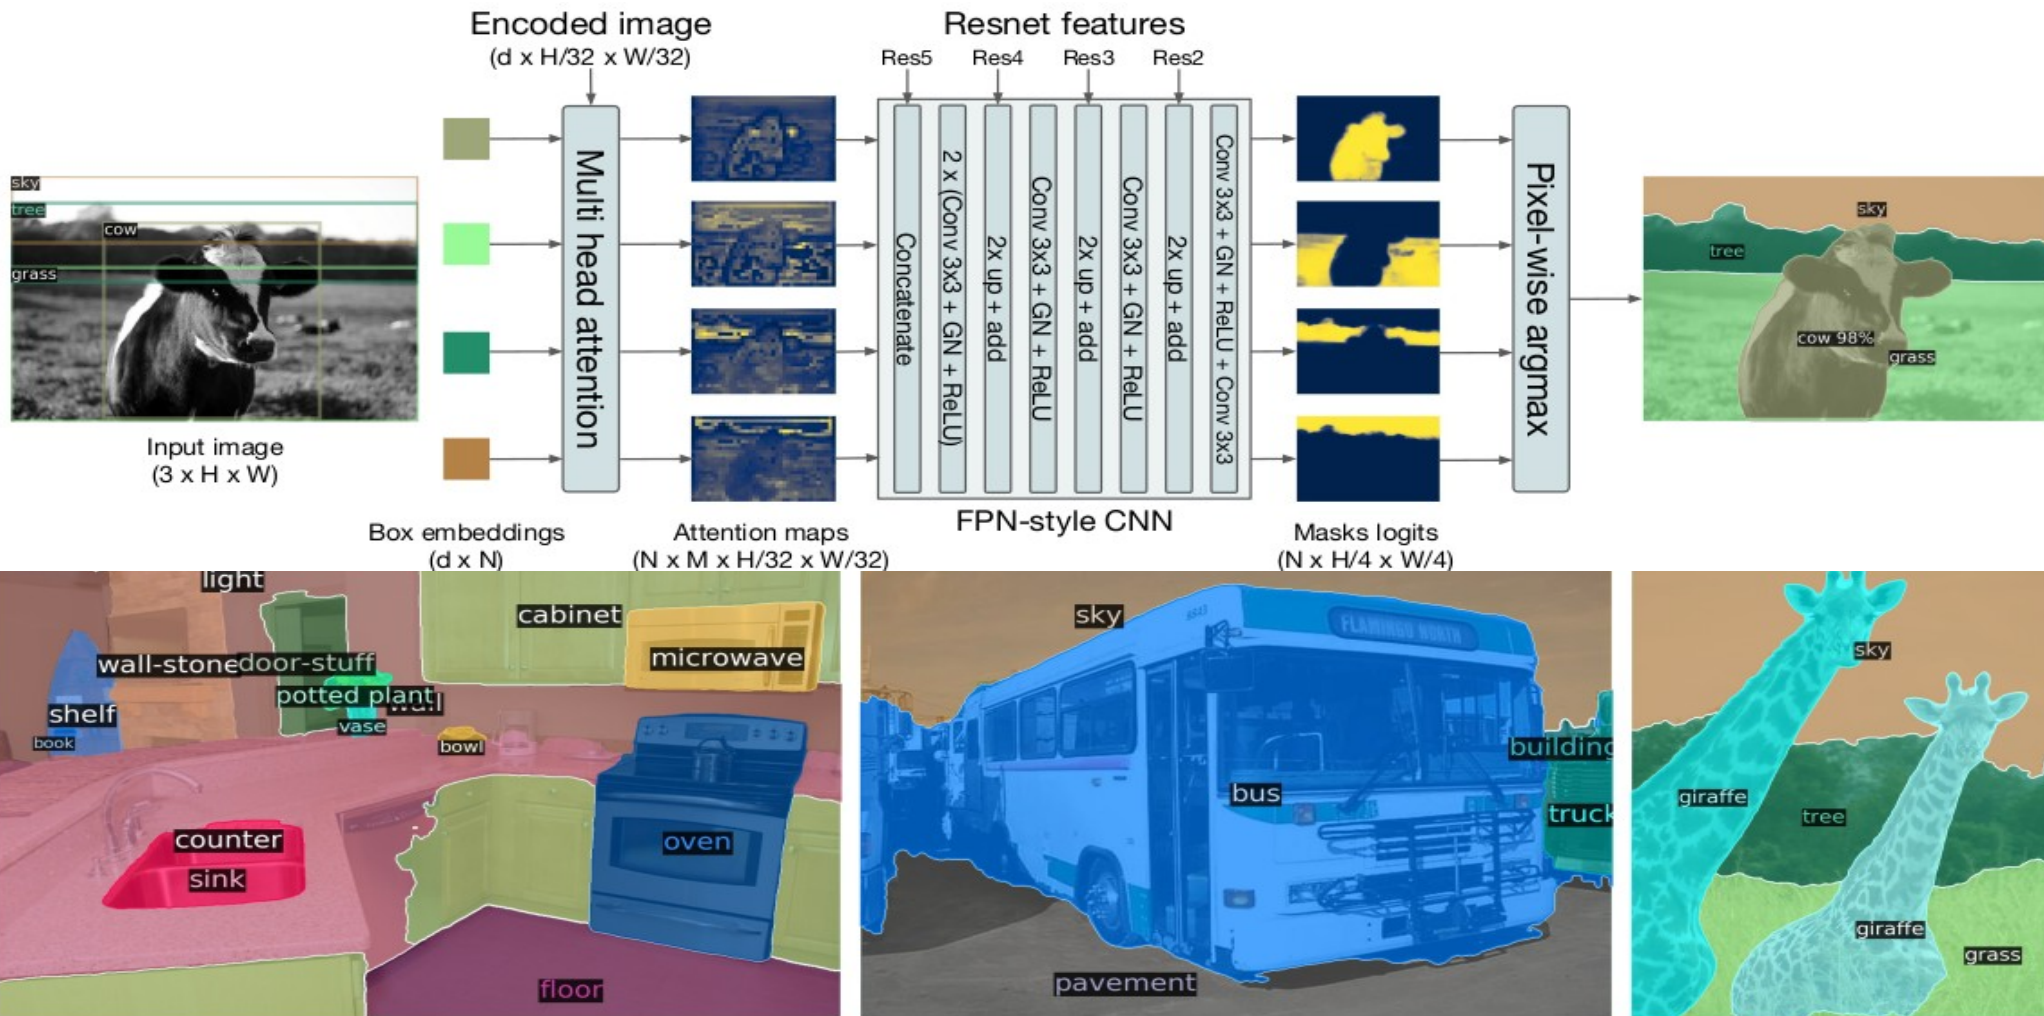 Encoded image
(d x H/32 x W/32)
Resnet features
Res5
Res4
Res3
Res2
sky
tree
cow
grass
Input image
(3 x H x W)
Multi head attention
Concatenate
2 x (Conv 3x3 + GN + ReLU)
2x up + add
Conv 3x3 + GN + ReLU
2x up + add
Conv 3x3 + GN + ReLU
2x up + add
Conv 3x3 + GN + ReLU + Conv 3x3
Pixel-wise argmax
sky
tree
cow 98%
grass
Box embeddings
(d x N)
Attention maps
(N x M x H/32 x W/32)
FPN-style CNN
Masks logits
(N x H/4 x W/4)
light
cabinet
wall-stone
door-stuff
microwave
potted plant
wall
shelf
vase
book
bowl
counter
oven
sink
floor
sky
6843
FLAMINGO NORTH
building
bus
truck
pavement
sky
giraffe
tree
giraffe
grass